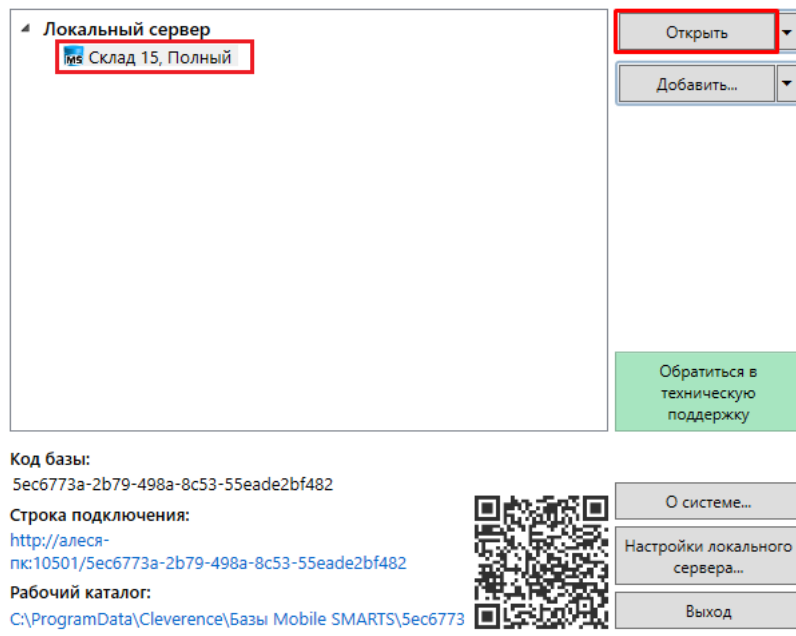 Локальный сервер
MS Склад 15, Полный
Открыть
Добавить...
Обратиться в
техническую
поддержку
Код базы:
5ec6773a-2b79-498a-8c53-55eade2bf482
Строка подключения:
http://алеся-
пк:10501/5ec6773a-2b79-498a-8c53-55eade2bf482
Рабочий каталог:
C:\ProgramData\Cleverence\Базы Mobile SMARTS\5ec6773
О системе...
Настройки локального
сервера...
Выход